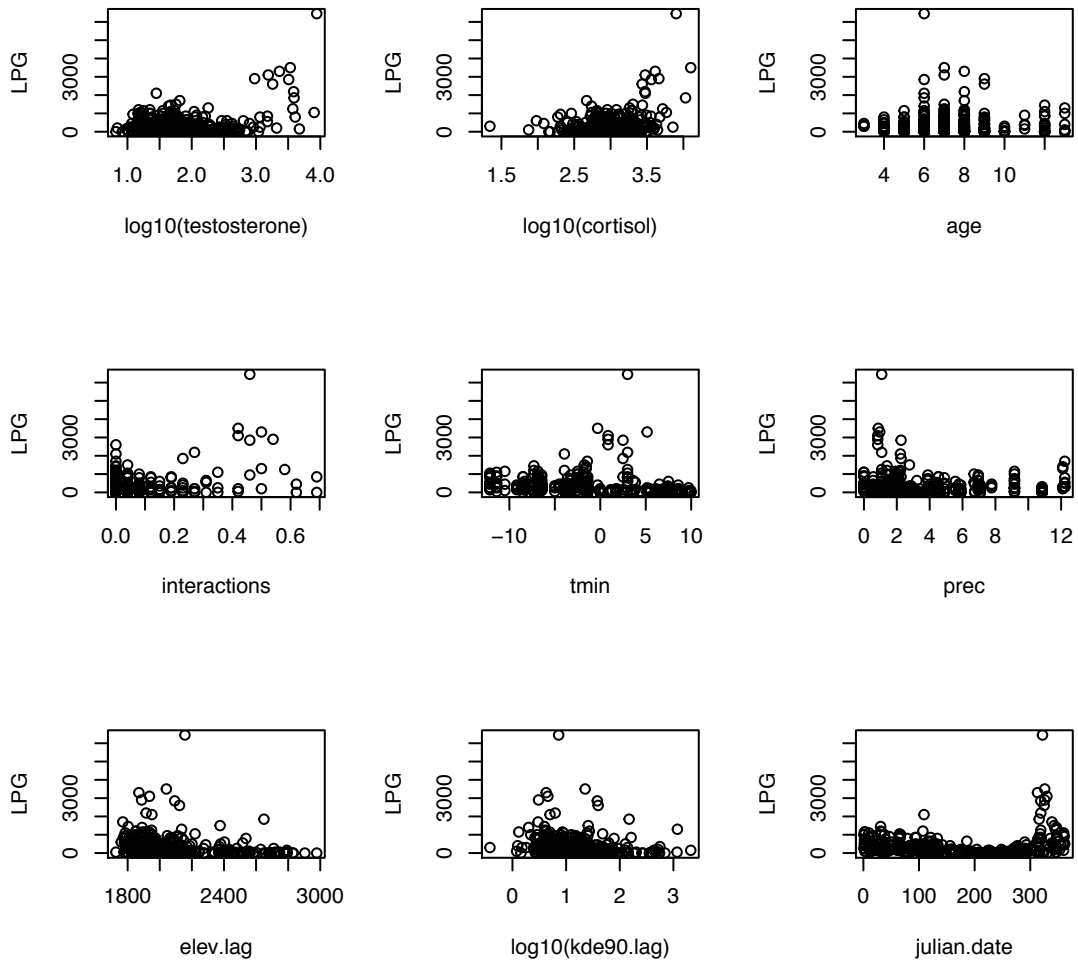 LPG
0 3000
1.0 2.0 3.0 4.0
log10(testosterone)
LPG
0 3000
1.5 2.5 3.5
log10(cortisol)
LPG
0 3000
4 6 8 10
age
LPG
0 3000
0.0 0.2 0.4 0.6
interactions
LPG
0 3000
−10 0 5 10
tmin
LPG
0 3000
0 2 4 6 8 12
prec
LPG
0 3000
1800 2400 3000
elev.lag
LPG
0 3000
0 1 2 3
log10(kde90.lag)
LPG
0 3000
0 100 200 300
julian.date